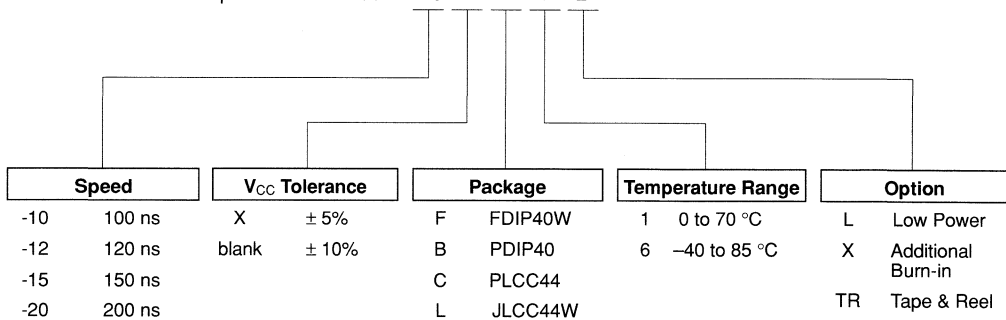 Speed
-10 100 ns
-12 120 ns
-15 150 ns
-20 200 ns
VCC Tolerance
X ± 5%
blank ± 10%
Package
F FDIP40W
B PDIP40
C PLCC44
L JLCC44W
Temperature Range
1 0 to 70 °C
6 –40 to 85 °C
Option
L Low Power
X Additional
Burn-in
TR Tape & Reel